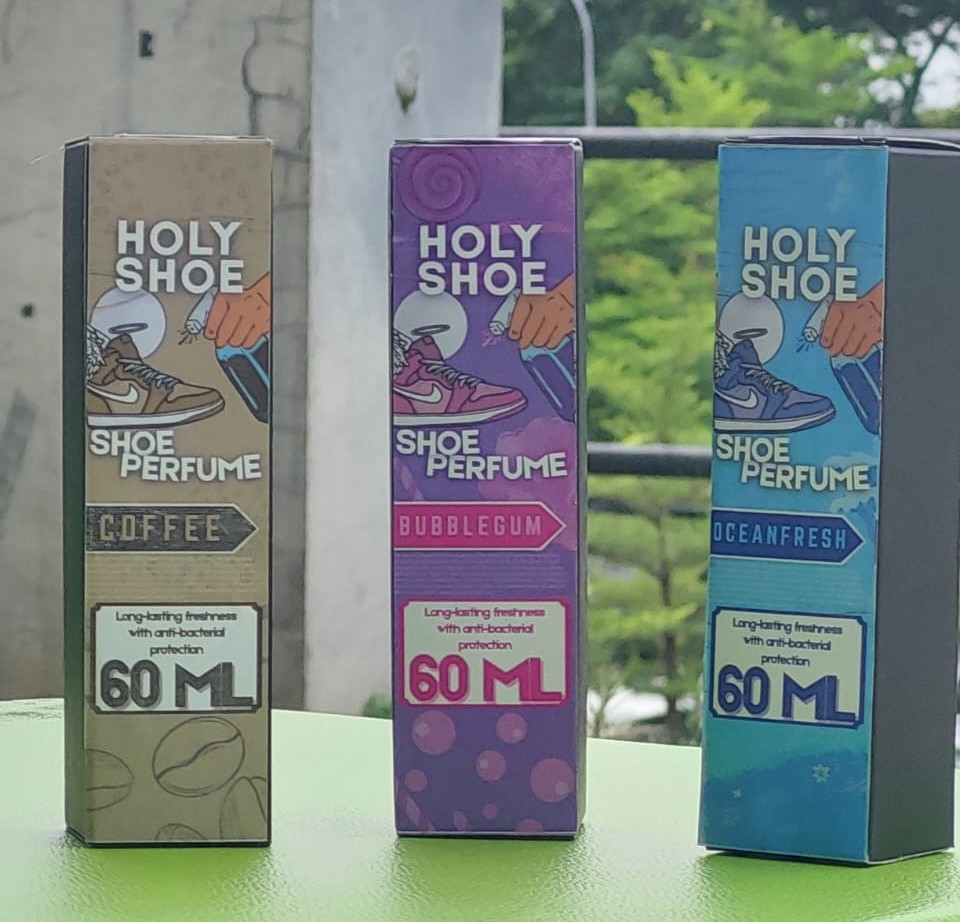 HOLY
SHOE
SHOE
PERFUME
COFFEE
Long-lasting freshness
with anti-bacterial
protection
60 ML
HOLY
SHOE
SHOE
PERFUME
BUBBLEGUM
Long-lasting freshness
with anti-bacterial
protection
60 ML
HOLY
SHOE
SHOE
PERFUME
OCEANFRESH
Long-lasting freshness
with anti-bacterial
protection
60 ML